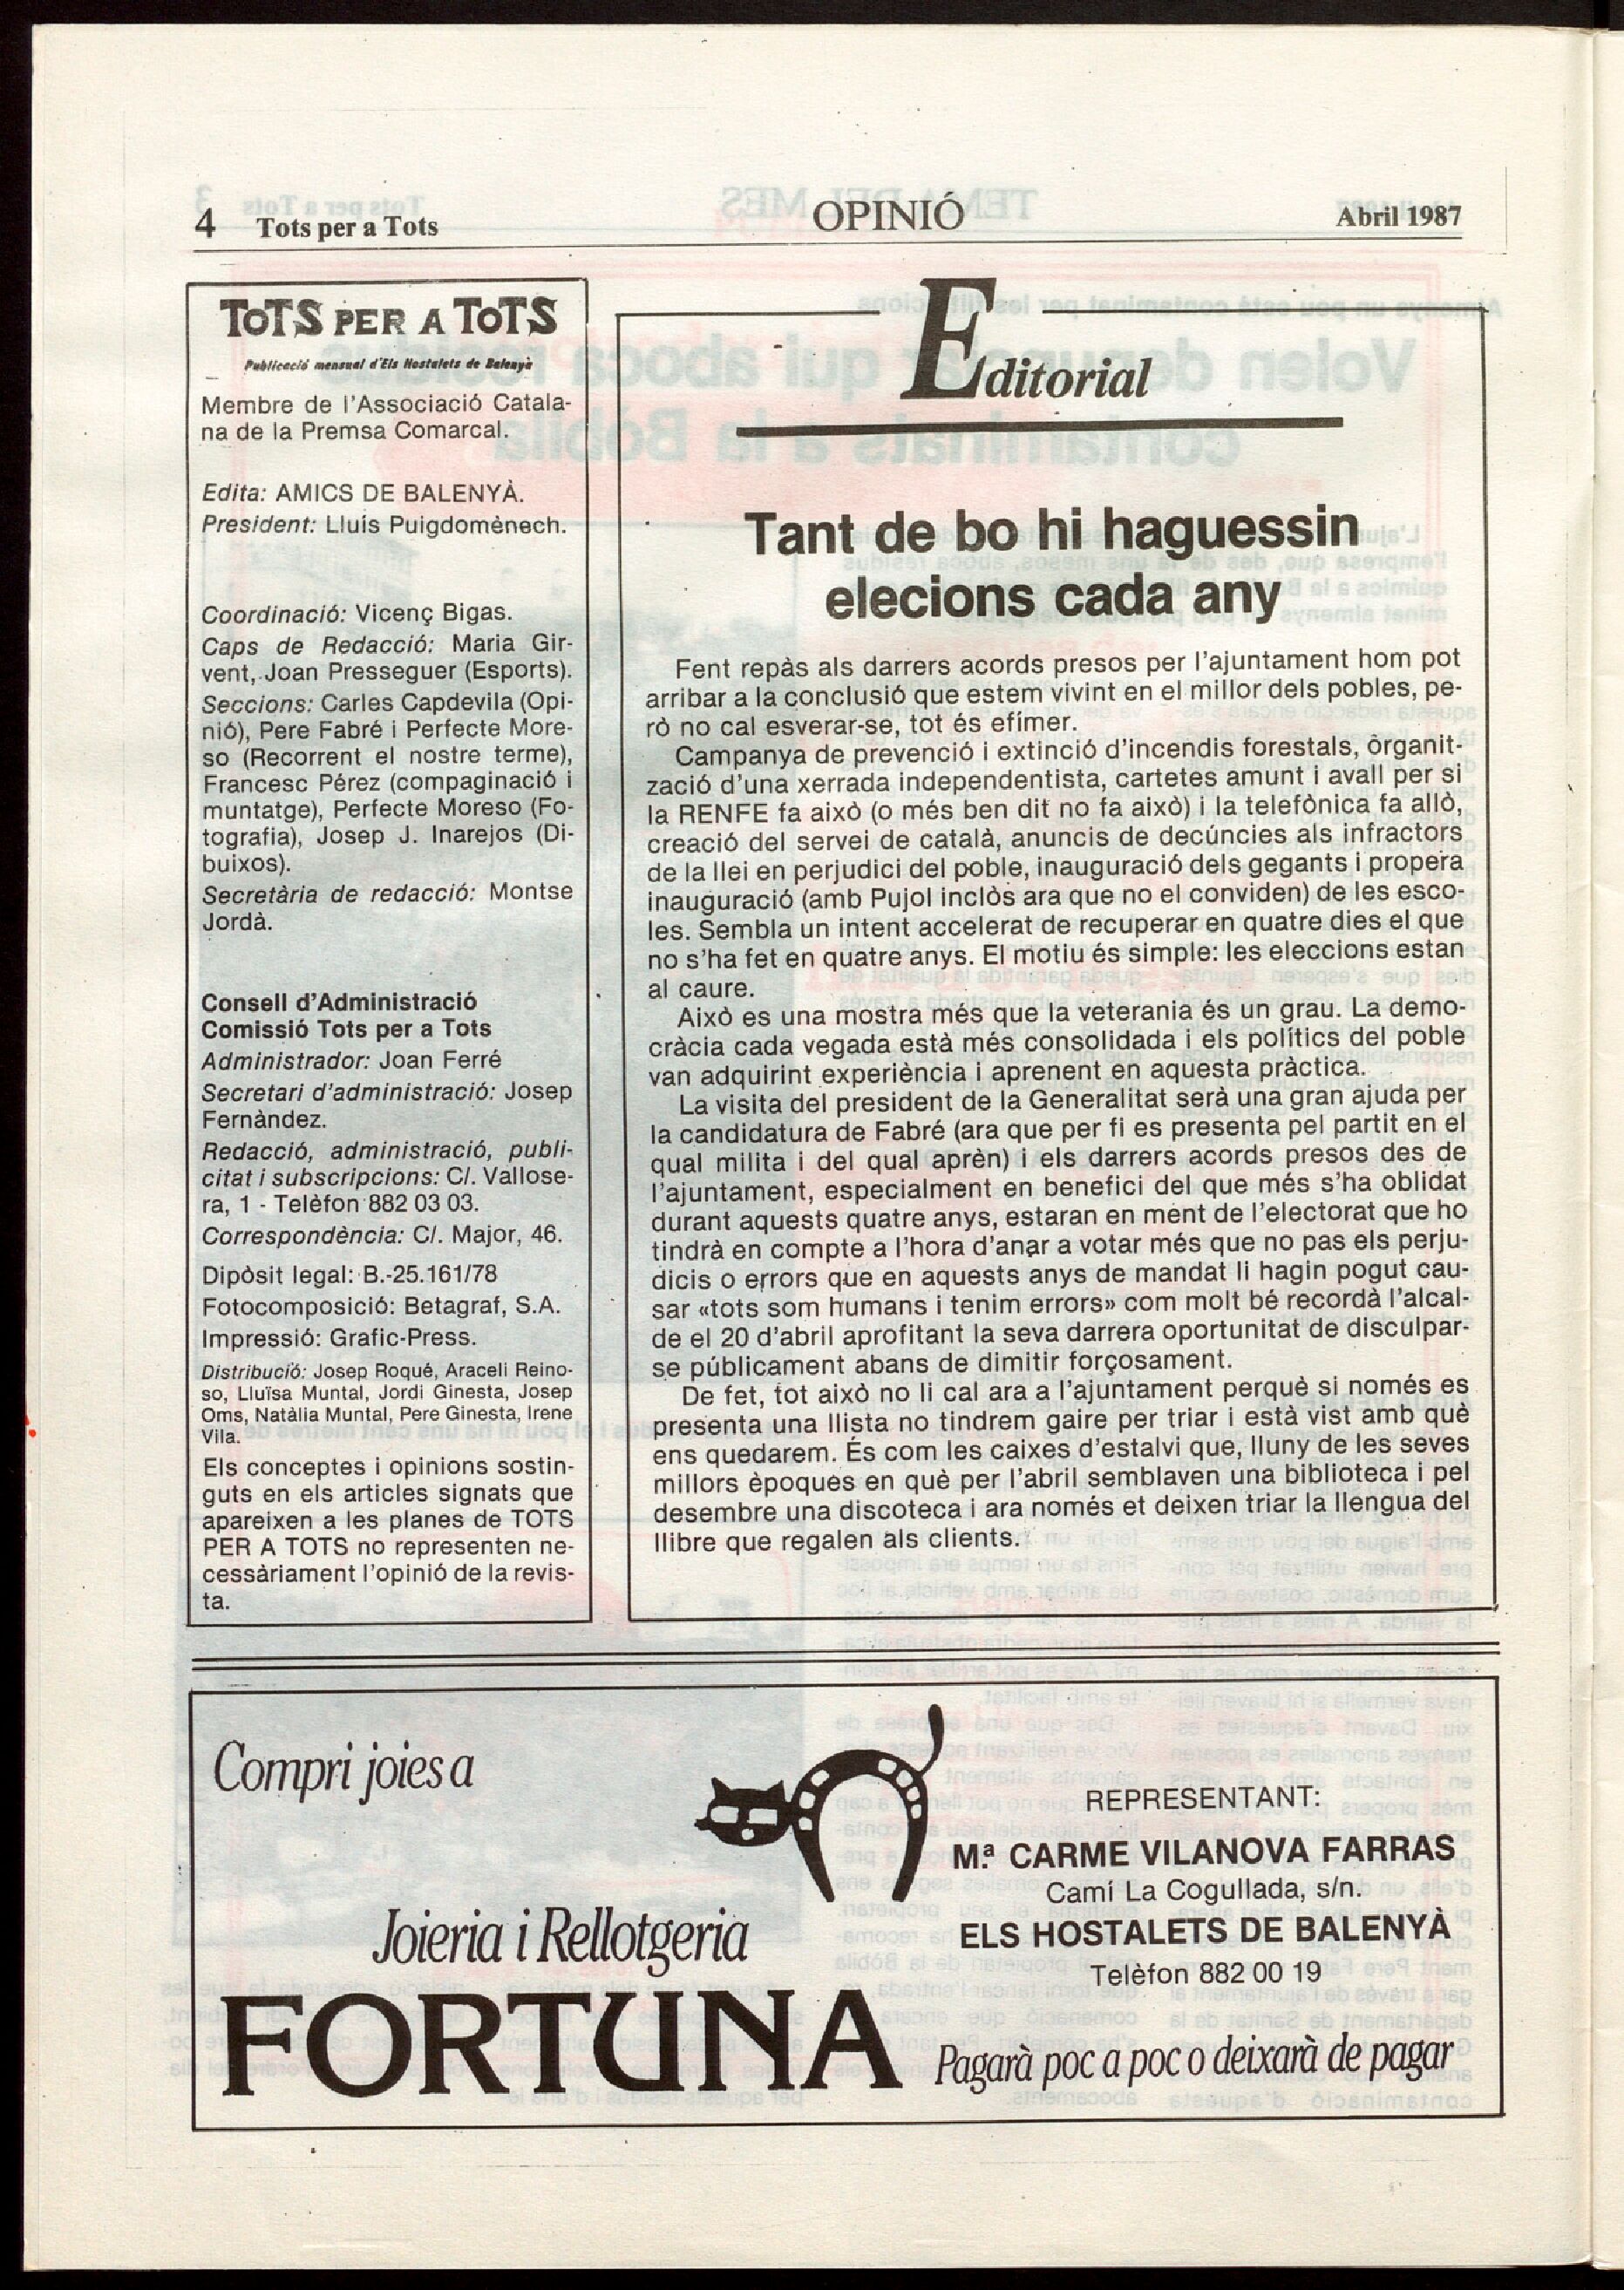 4 Tots per a Tots
OPINIÓ
Abril 1987
TOTS PER A TOTS
Publicació mensual d'Els Hostalets de Balenyà
Membre de l'Associació Catala-
na de la Premsa Comarcal.
Edita: AMICS DE BALENYÀ.
President: Lluís Puigdomènech.
Coordinació: Vicenç Bigas.
Caps de Redacció: Maria Gir-
vent, Joan Presseguer (Esports).
Seccions: Carles Capdevila (Opi-
nió), Pere Fabré i Perfecte More-
so (Recorrent el nostre terme),
Francesc Pérez (compaginació i
muntatge), Perfecte Moreso (Fo-
tografia), Josep J. Inarejos (Di-
buixos).
Secretària de redacció: Montse
Jordà.
Consell d'Administració
Comissió Tots per a Tots
Administrador: Joan Ferré
Secretari d'administració: Josep
Fernàndez.
Redacció, administració, publi-
citat i subscripcions: C/. Vallose-
ra, 1 - Telèfon 882 03 03.
Correspondència: C/. Major, 46.
Dipòsit legal: B.-25.161/78
Fotocomposició: Betagraf, S.A.
Impressió: Grafic-Press.
Distribució: Josep Roqué, Araceli Reino-
so, Lluïsa Muntal, Jordi Ginesta, Josep
Oms, Natàlia Muntal, Pere Ginesta, Irene
Vila.
Els conceptes i opinions sostin-
guts en els articles signats que
apareixen a les planes de TOTS
PER A TOTS no representen ne-
cessàriament l'opinió de la revis-
ta.
Editorial
Tant de bo hi haguessin
elecions cada any
Fent repàs als darrers acords presos per l'ajuntament hom pot
arribar a la conclusió que estem vivint en el millor dels pobles, pe-
rò no cal esverar-se, tot és efímer.
Campanya de prevenció i extinció d'incendis forestals, organit-
zació d'una xerrada independentista, cartetes amunt i avall per si
la RENFE fa això (o més ben dit no fa això) i la telefònica fa allò,
creació del servei de català, anuncis de decúncies als infractors
de la llei en perjudici del poble, inauguració dels gegants i propera
inauguració (amb Pujol inclòs ara que no el conviden) de les esco-
les. Sembla un intent accelerat de recuperar en quatre dies el que
no s'ha fet en quatre anys. El motiu és simple: les eleccions estan
al caure.
Això es una mostra més que la veterania és un grau. La demo-
cràcia cada vegada està més consolidada i els polítics del poble
van adquirint experiència i aprenent en aquesta pràctica.
La visita del president de la Generalitat serà una gran ajuda per
la candidatura de Fabré (ara que per fi es presenta pel partit en el
qual milita i del qual aprèn) i els darrers acords presos des de
l'ajuntament, especialment en benefici del que més s'ha oblidat
durant aquests quatre anys, estaran en ment de l'electorat que ho
tindrà en compte a l'hora d'anar a votar més que no pas els perju-
dicis o errors que en aquests anys de mandat li hagin pogut cau-
sar «tots som humans i tenim errors» com molt bé recordà l'alcal-
de el 20 d'abril aprofitant la seva darrera oportunitat de disculpar-
se públicament abans de dimitir forçosament.
De fet, tot això no li cal ara a l'ajuntament perquè si només es
presenta una llista no tindrem gaire per triar i està vist amb què
ens quedarem. És com les caixes d'estalvi que, lluny de les seves
millors èpoques en què per l'abril semblaven una biblioteca i pel
desembre una discoteca i ara només et deixen triar la llengua del
llibre que regalen als clients.
Compri joies a
Joieria i Rellotgeria
FORTUNA
REPRESENTANT:
M.ª CARME VILANOVA FARRAS
Camí La Cogullada, s/n.
ELS HOSTALETS DE BALENYÀ
Telèfon 882 00 19
Pagarà poc a poc o deixarà de pagar